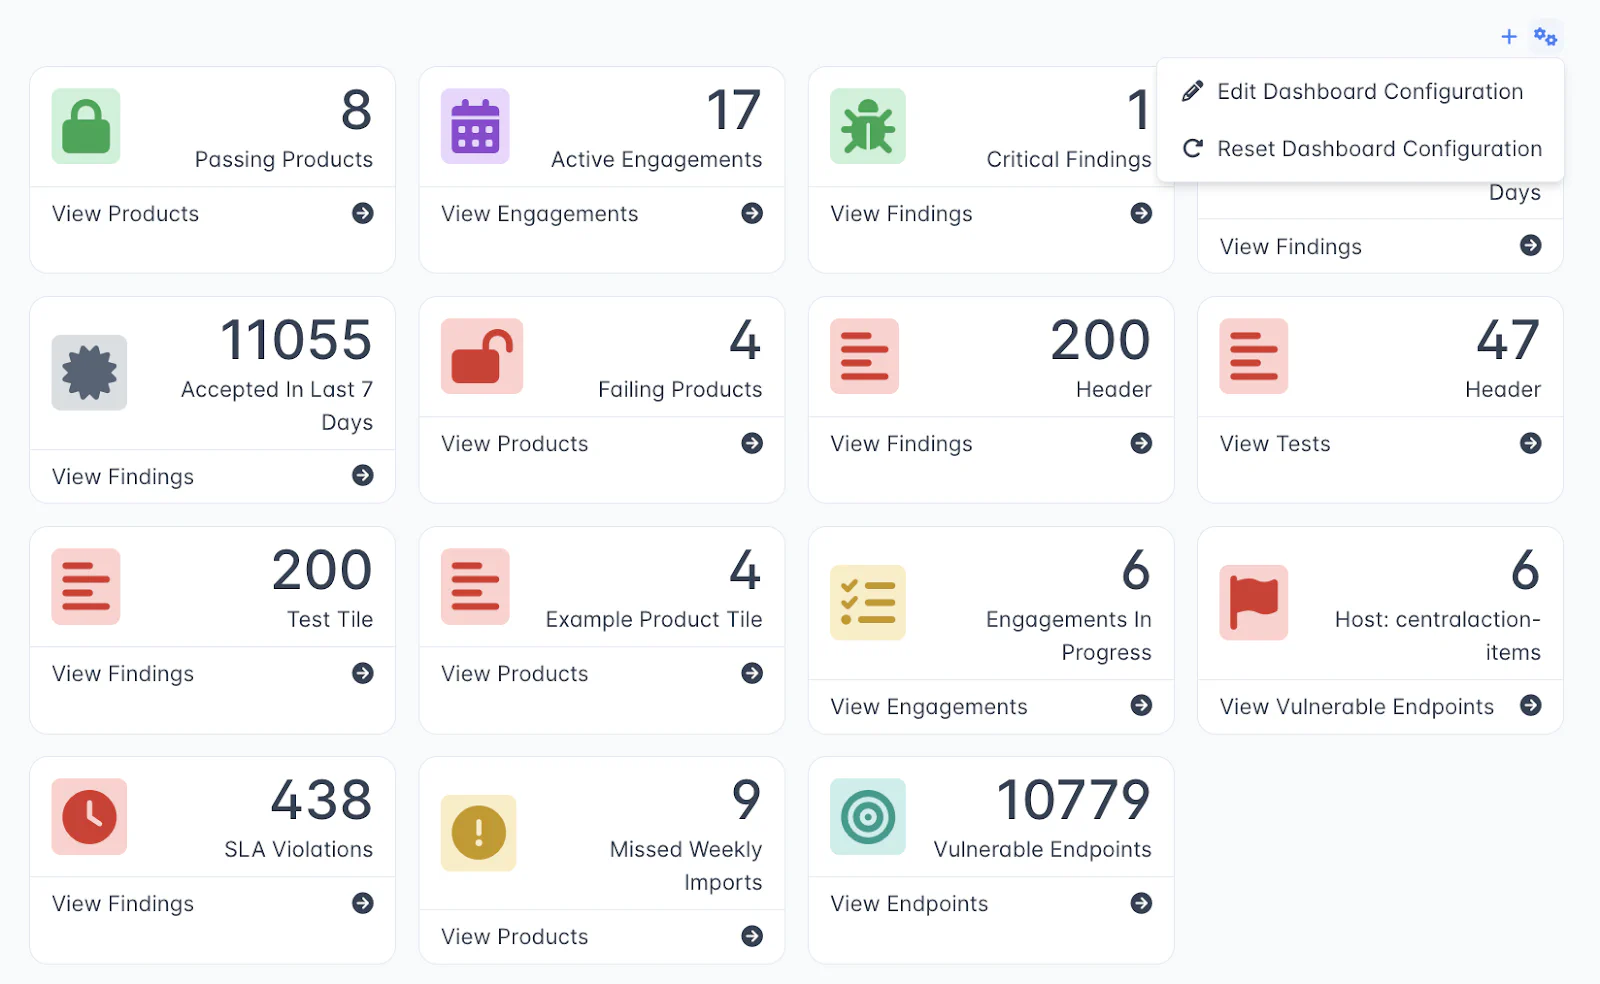 Edit Dashboard Configuration
Reset Dashboard Configuration
8
Passing Products
View Products
17
Active Engagements
View Engagements
1
Critical Findings
View Findings
Days
View Findings
11055
Accepted In Last 7
Days
View Findings
4
Failing Products
View Products
200
Header
View Findings
47
Header
View Tests
200
Test Tile
View Findings
4
Example Product Tile
View Products
6
Engagements In
Progress
View Engagements
6
Host: centralaction-
items
View Vulnerable Endpoints
438
SLA Violations
View Findings
9
Missed Weekly
Imports
View Products
10779
Vulnerable Endpoints
View Endpoints